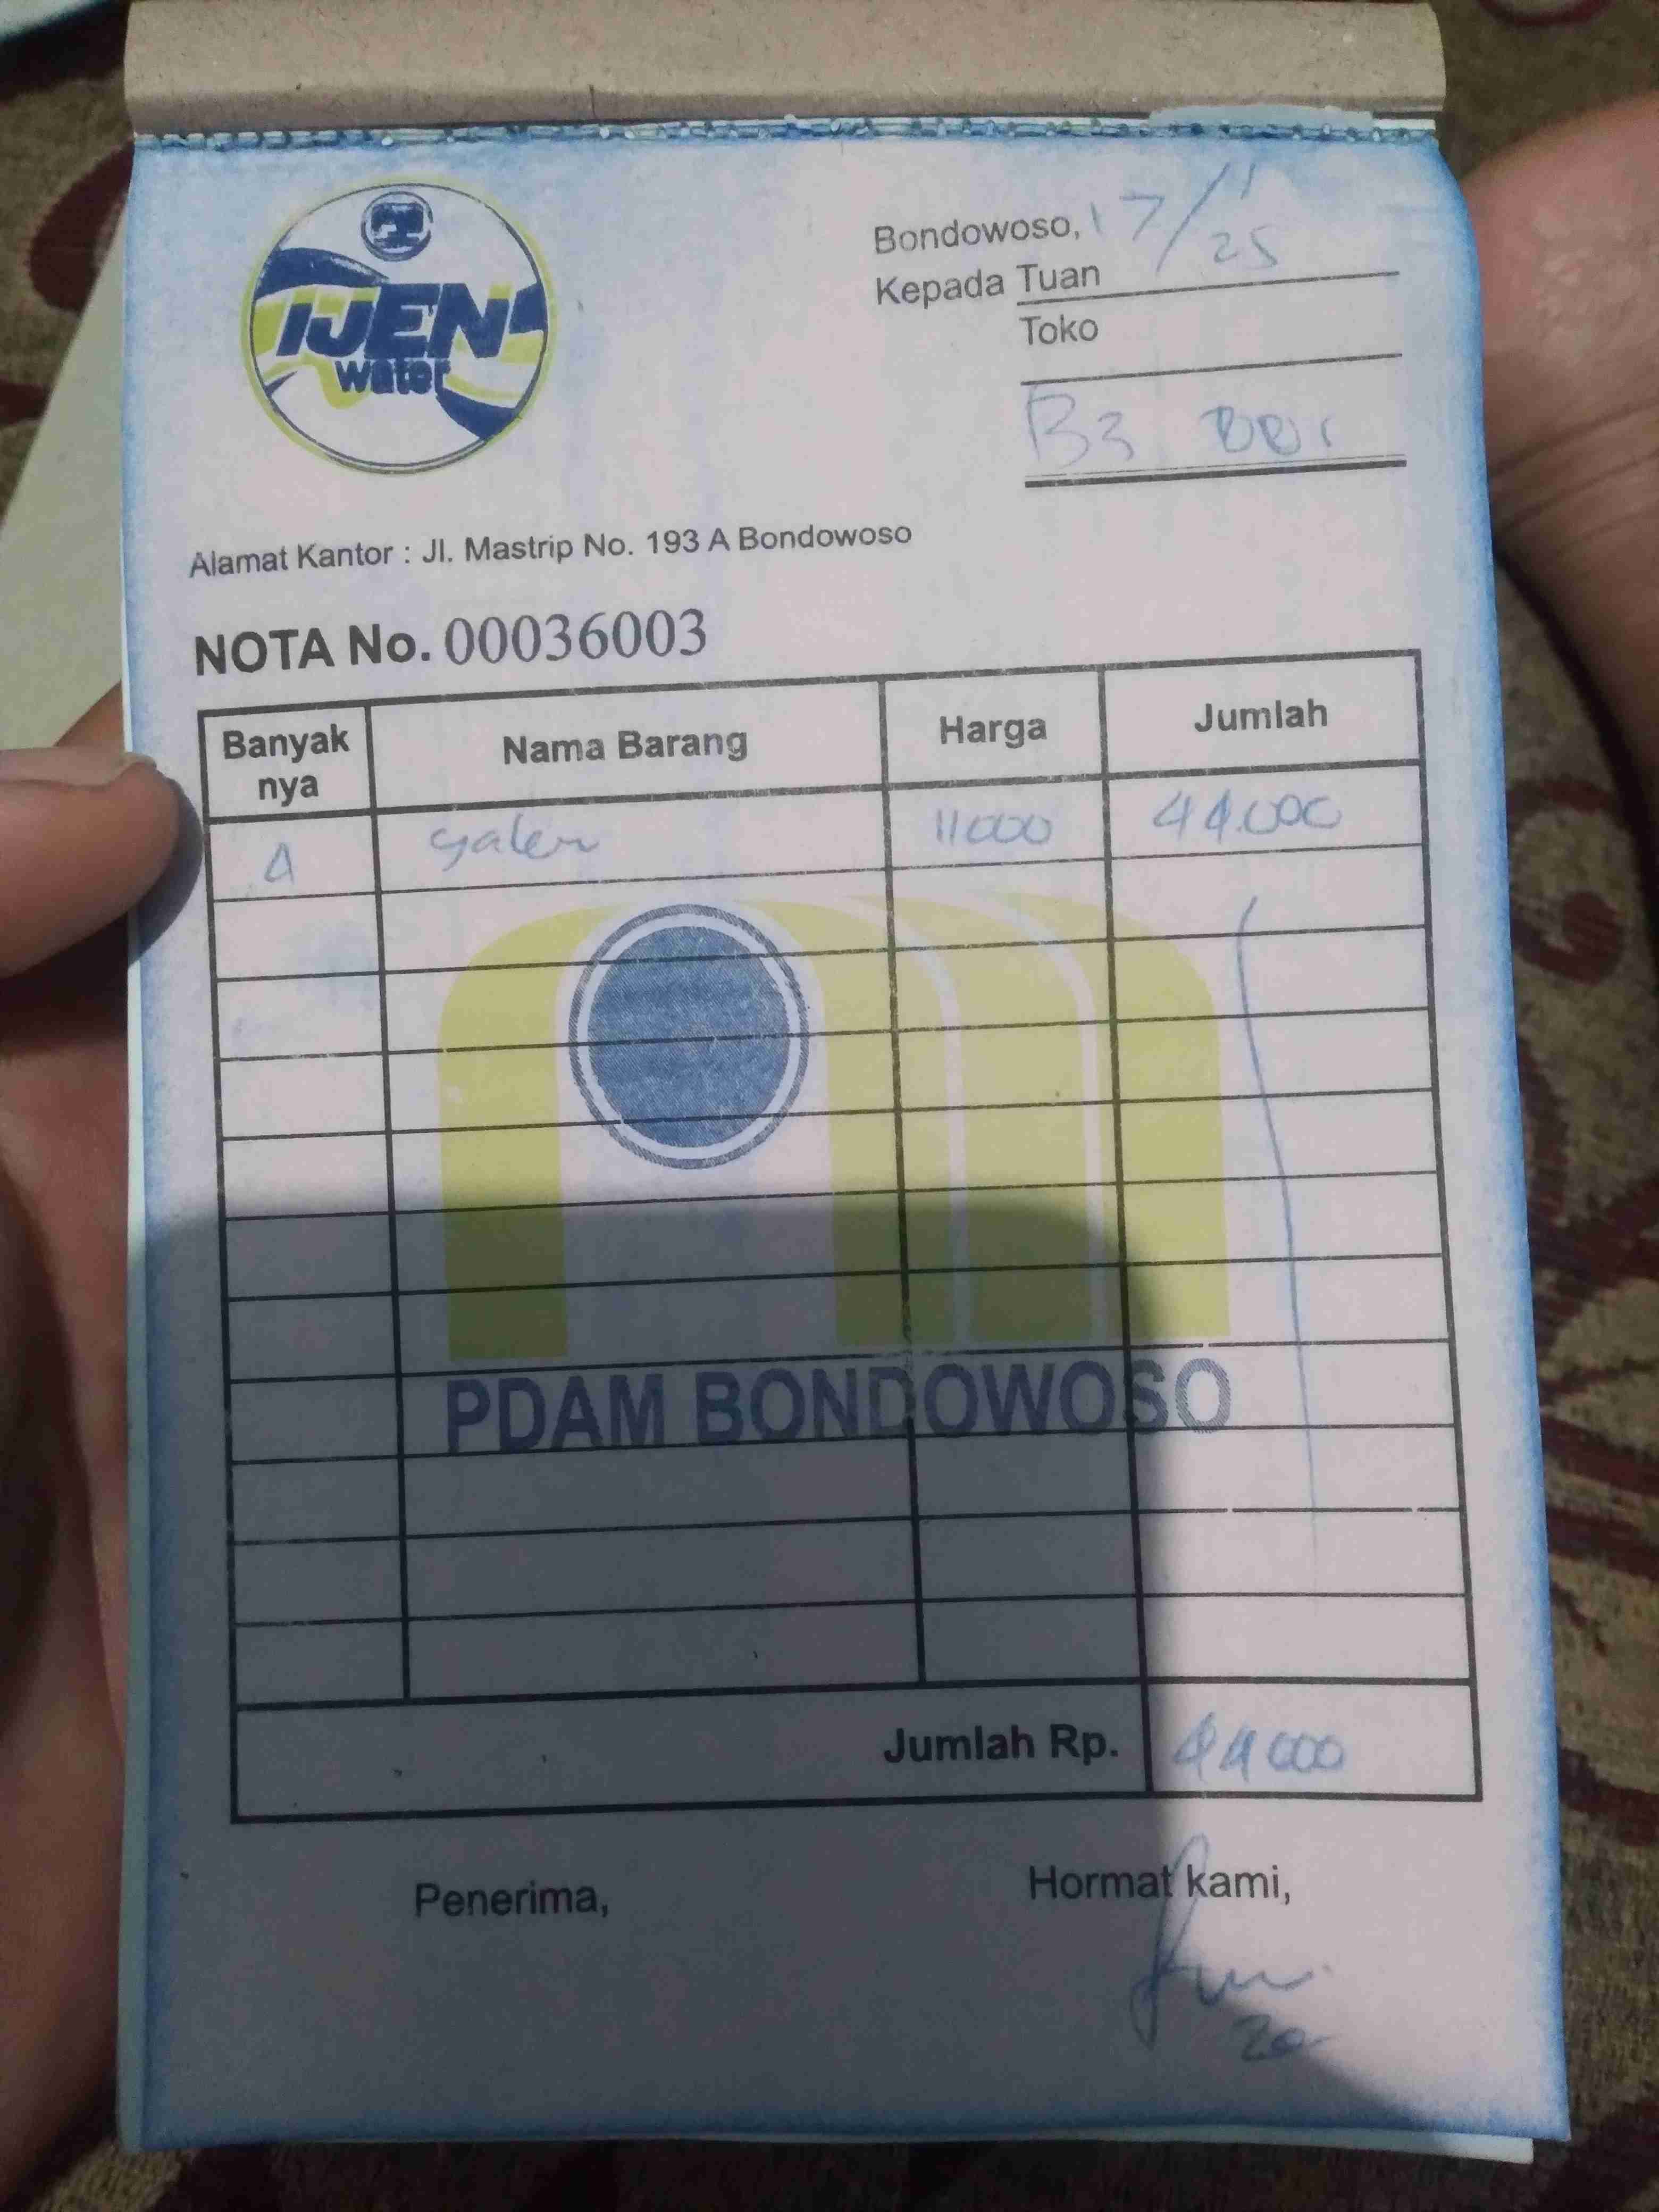 IJEN
water
Bondowoso, 17/11 25
Kepada Tuan
Toko
B3
Alamat Kantor : Jl. Mastrip No. 193 A Bondowoso
NOTA No. 00036003
Banyak nya Nama Barang Harga Jumlah
4 galon 11000 44.000
PDAM BONDOWOSO
Jumlah Rp. 44000
Penerima, Hormat kami,